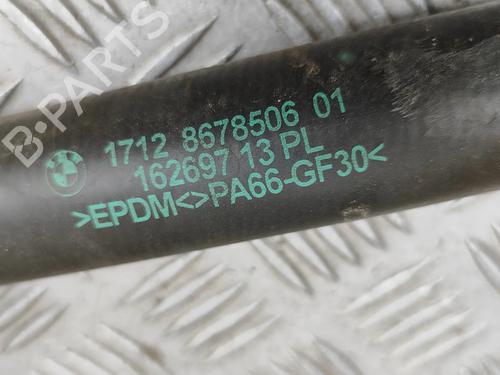 B-PARTS
1712 8678506 01
162697 13 PL
>EPDM<>PA66-GF30<